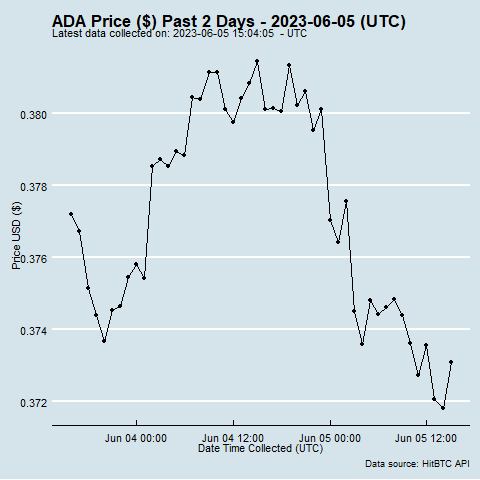 ADA Price ($) Past 2 Days - 2023-06-05 (UTC)
Latest data collected on: 2023-06-05 15:04:05 - UTC
0.380
0.378
0.376
0.374
0.372
Price USD ($)
Jun 04 00:00 Jun 04 12:00 Jun 05 00:00 Jun 05 12:00
Date Time Collected (UTC)
Data source: HitBTC API